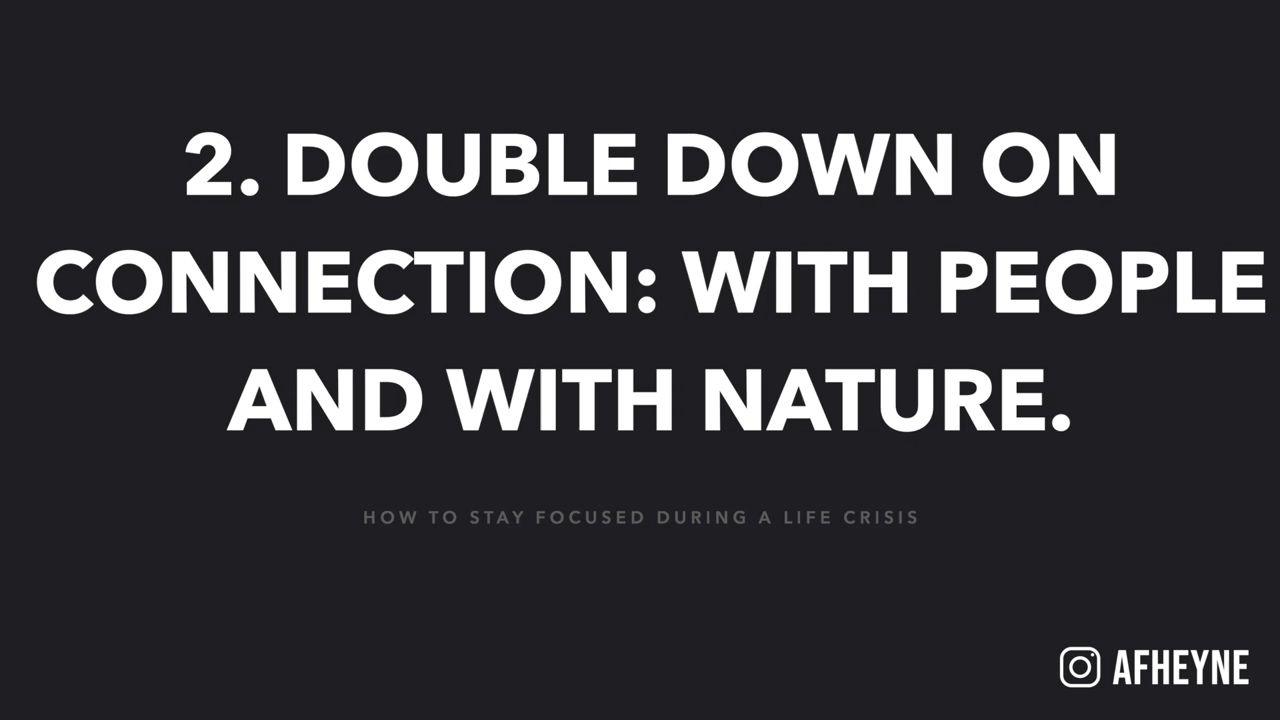 2. DOUBLE DOWN ON
CONNECTION: WITH PEOPLE
AND WITH NATURE.
HOW TO STAY FOCUSED DURING A LIFE CRISIS
AFHEYNE